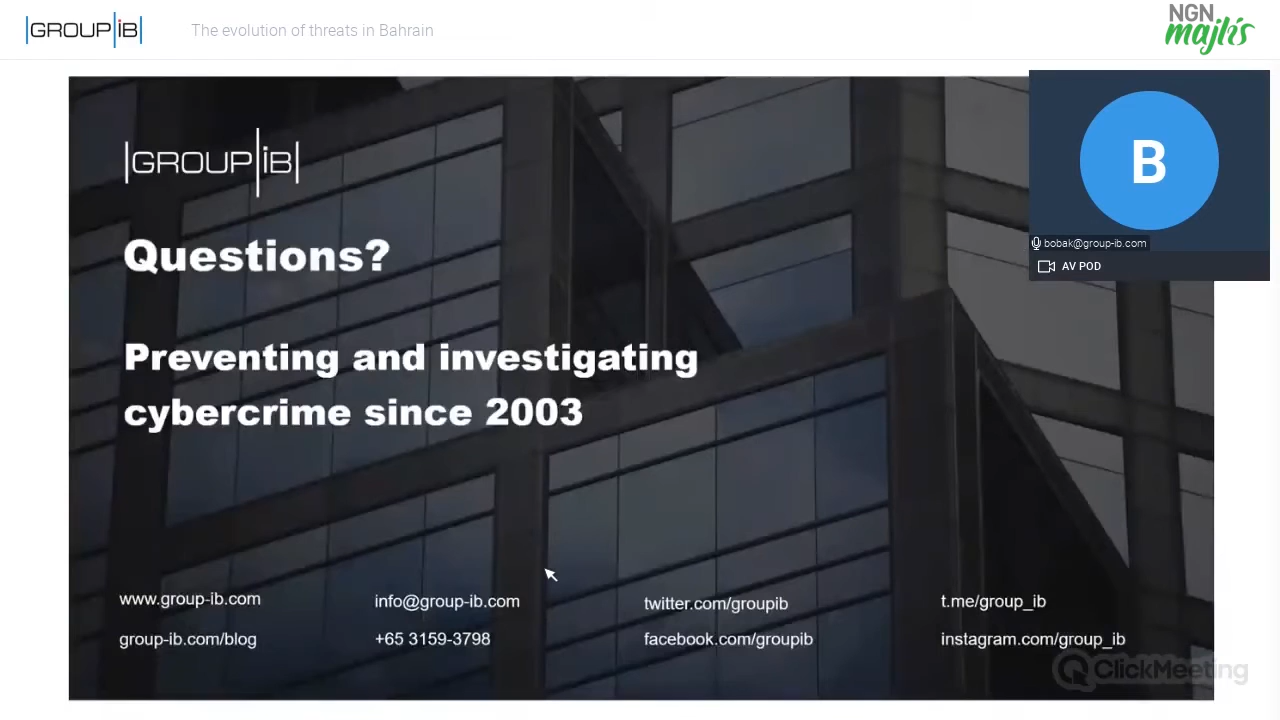 GROUP iB
The evolution of threats in Bahrain
NGN
majlis
GROUP iB
Questions?
Preventing and investigating
cybercrime since 2003
B
bobak@group-ib.com
AV POD
www.group-ib.com
info@group-ib.com
twitter.com/groupib
t.me/group_ib
group-ib.com/blog
+65 3159-3798
facebook.com/groupib
instagram.com/group_ib
ClickMeeting